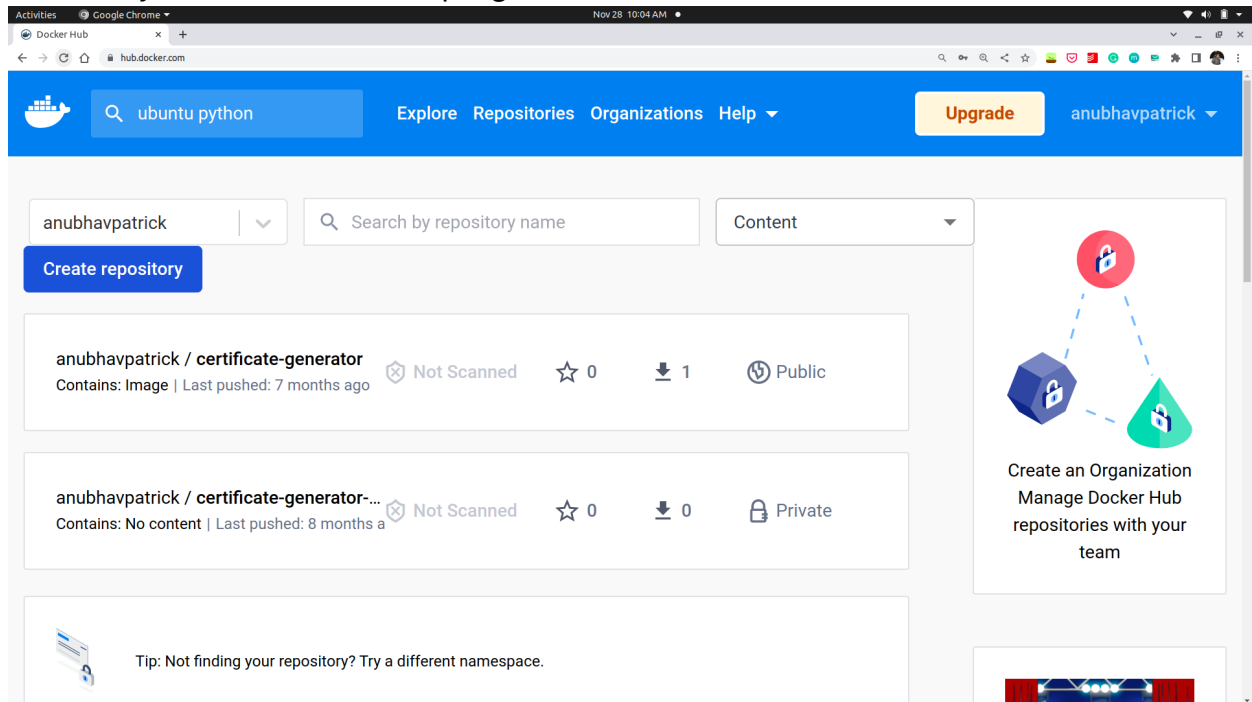 Activities Google Chrome Nov 28 10:04 AM
Docker Hub
hub.docker.com
ubuntu python Explore Repositories Organizations Help Upgrade anubhavpatrick
anubhavpatrick Search by repository name Content
Create repository
anubhavpatrick / certificate-generator Not Scanned 0 1 Public
Contains: Image | Last pushed: 7 months ago
anubhavpatrick / certificate-generator-... Not Scanned 0 0 Private
Contains: No content | Last pushed: 8 months a
Tip: Not finding your repository? Try a different namespace.
Create an Organization
Manage Docker Hub
repositories with your
team